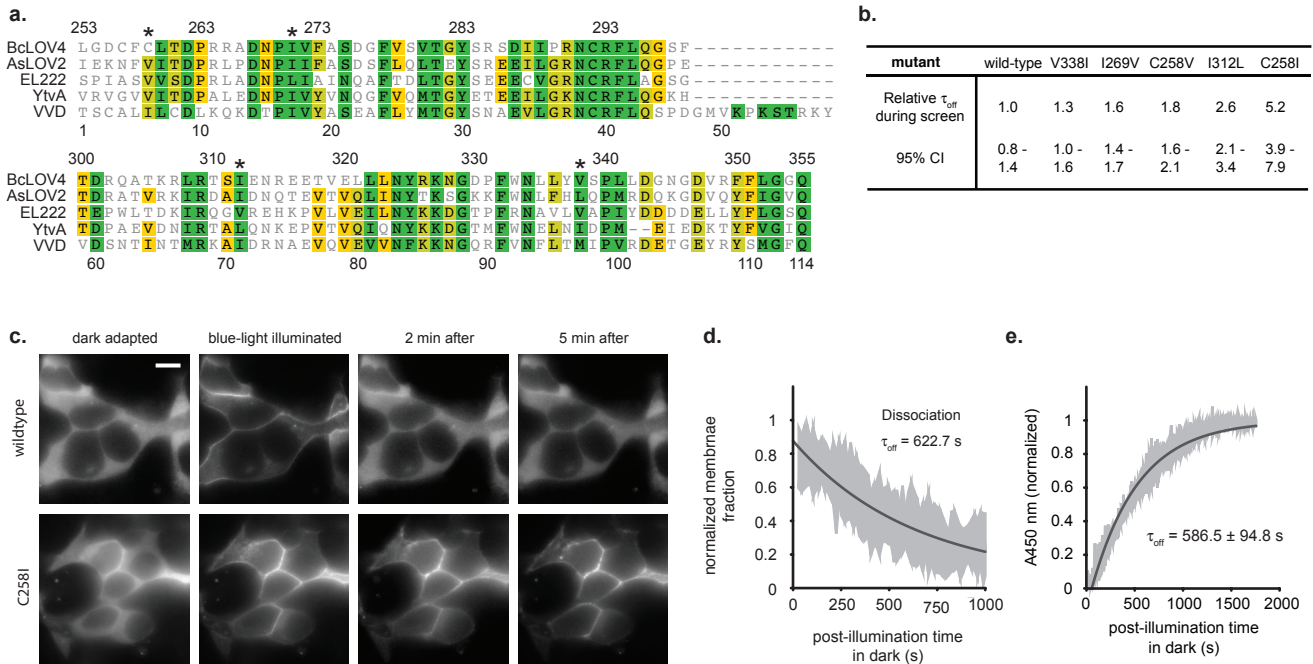 a.
253 * 263 * 273 283 293
BcLOV4 LGDCFCLTDPRRADNPIVFASDGFVSVTGYSRSDIIPRNCRFLQGSF-----------
AsLOV2 IEKNFVITDPRLPDNPIIFASDSFLQLTEYSREEILGRNCRFLQGPE-----------
EL222 SPIASVVSDPRLADNPLIAINQAFTDLTGYSEEECVGRNCRFLAGSG-----------
YtvA VRVGVVITDPALEDNPIVYVNQGFVQMTGYETEEILGKNCRFLQGKH-----------
VVD TSCALILCDLKQKDTPIVYASEAFLYMTGYSNAEVLGRNCRFLQSPDGMVKPKSTRKY
1 10 20 30 40 50
300 310 * 320 330 * 340 350 355
BcLOV4 TDRQATKRLRTSIENREETVELLLNYRKNGDPFWNLLYVSPLLDGNGDVRFFLGGQ
AsLOV2 TDRATVRKIRDAIDNQTEVTVQLINYTKSGKKFWNLFHLQPMRDQKGDVQYFIGVQ
EL222 TEPWLTDKIRQGVREHKPVLVEILNYKKDGTPFRNAVLVAPIYDDDDELLYFLGSQ
YtvA TDPAEVDNIRTALQNKEPVTVQIQNYKKDGTMFWNELNIDPM--EIEDKTYFVGIQ
VVD VDSNTINTMRKAIDRNAEVQVEVVNFKKNGQRFVNFLTMIPVRDETGEYRYSMGFQ
60 70 80 90 100 110 114
b.
mutant wild-type V338I I269V C258V I312L C258I
Relative τoff during screen 1.0 1.3 1.6 1.8 2.6 5.2
95% CI 0.8 - 1.4 1.0 - 1.6 1.4 - 1.7 1.6 - 2.1 2.1 - 3.4 3.9 - 7.9
c.
dark adapted blue-light illuminated 2 min after 5 min after
wildtype
C258I
d.
normalized membrnae
fraction
1
0.8
0.6
0.4
0.2
0
Dissociation
τoff = 622.7 s
0 250 500 750 1000
post-illumination time
in dark (s)
e.
A450 nm (normalized)
1
0.8
0.6
0.4
0.2
0
τoff = 586.5 ± 94.8 s
0 500 1000 1500 2000
post-illumination time
in dark (s)